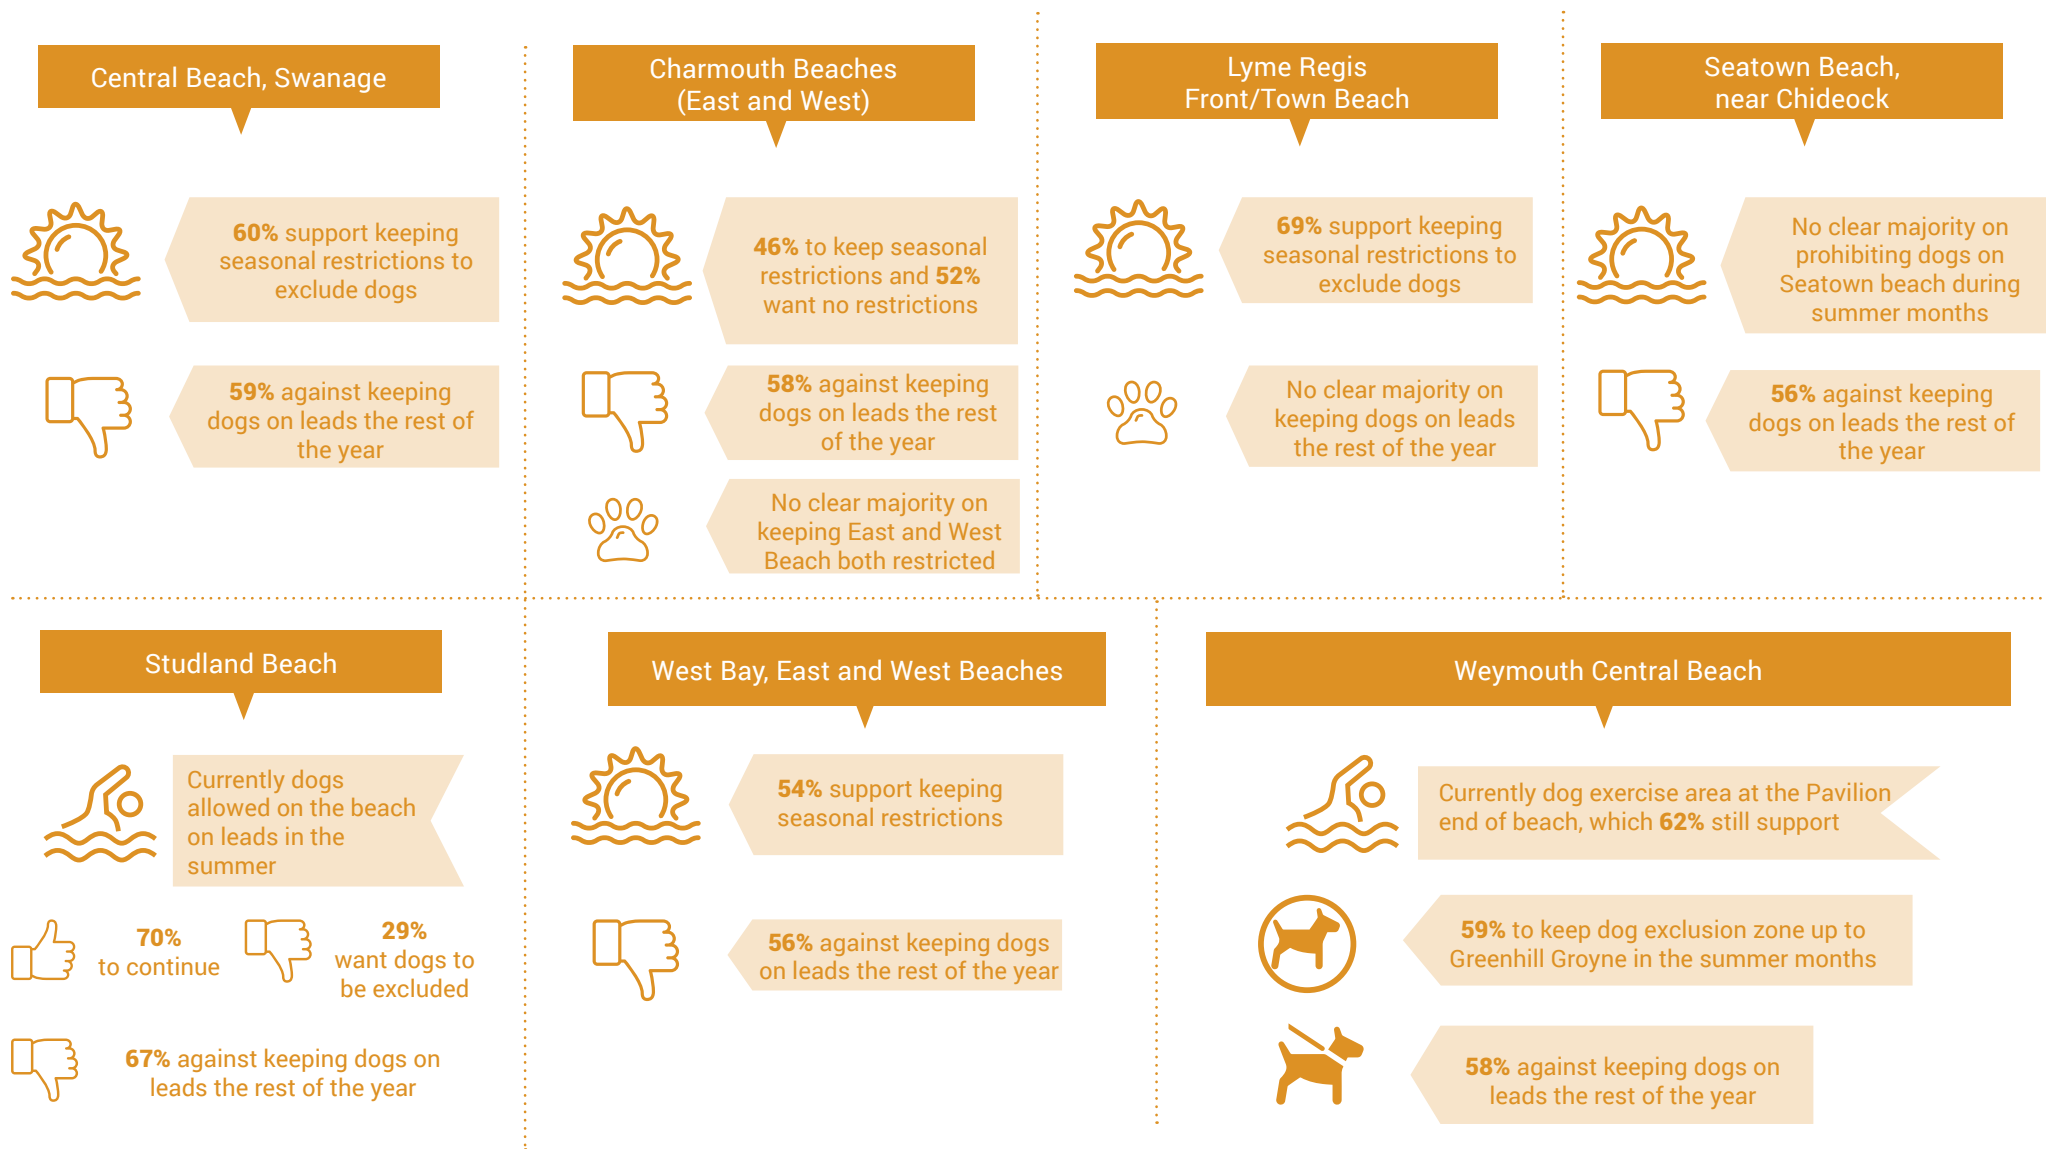 Central Beach, Swanage
60% support keeping
seasonal restrictions to
exclude dogs
59% against keeping
dogs on leads the rest of
the year
Charmouth Beaches
(East and West)
46% to keep seasonal
restrictions and 52%
want no restrictions
58% against keeping
dogs on leads the rest
of the year
No clear majority on
keeping East and West
Beach both restricted
Lyme Regis
Front/Town Beach
69% support keeping
seasonal restrictions to
exclude dogs
No clear majority on
keeping dogs on leads
the rest of the year
Seatown Beach,
near Chideock
No clear majority on
prohibiting dogs on
Seatown beach during
summer months
56% against keeping
dogs on leads the rest of
the year
Studland Beach
Currently dogs
allowed on the beach
on leads in the
summer
70%
to continue
29%
want dogs to
be excluded
67% against keeping dogs on
leads the rest of the year
West Bay, East and West Beaches
54% support keeping
seasonal restrictions
56% against keeping dogs
on leads the rest of the year
Weymouth Central Beach
Currently dog exercise area at the Pavilion
end of beach, which 62% still support
59% to keep dog exclusion zone up to
Greenhill Groyne in the summer months
58% against keeping dogs on
leads the rest of the year